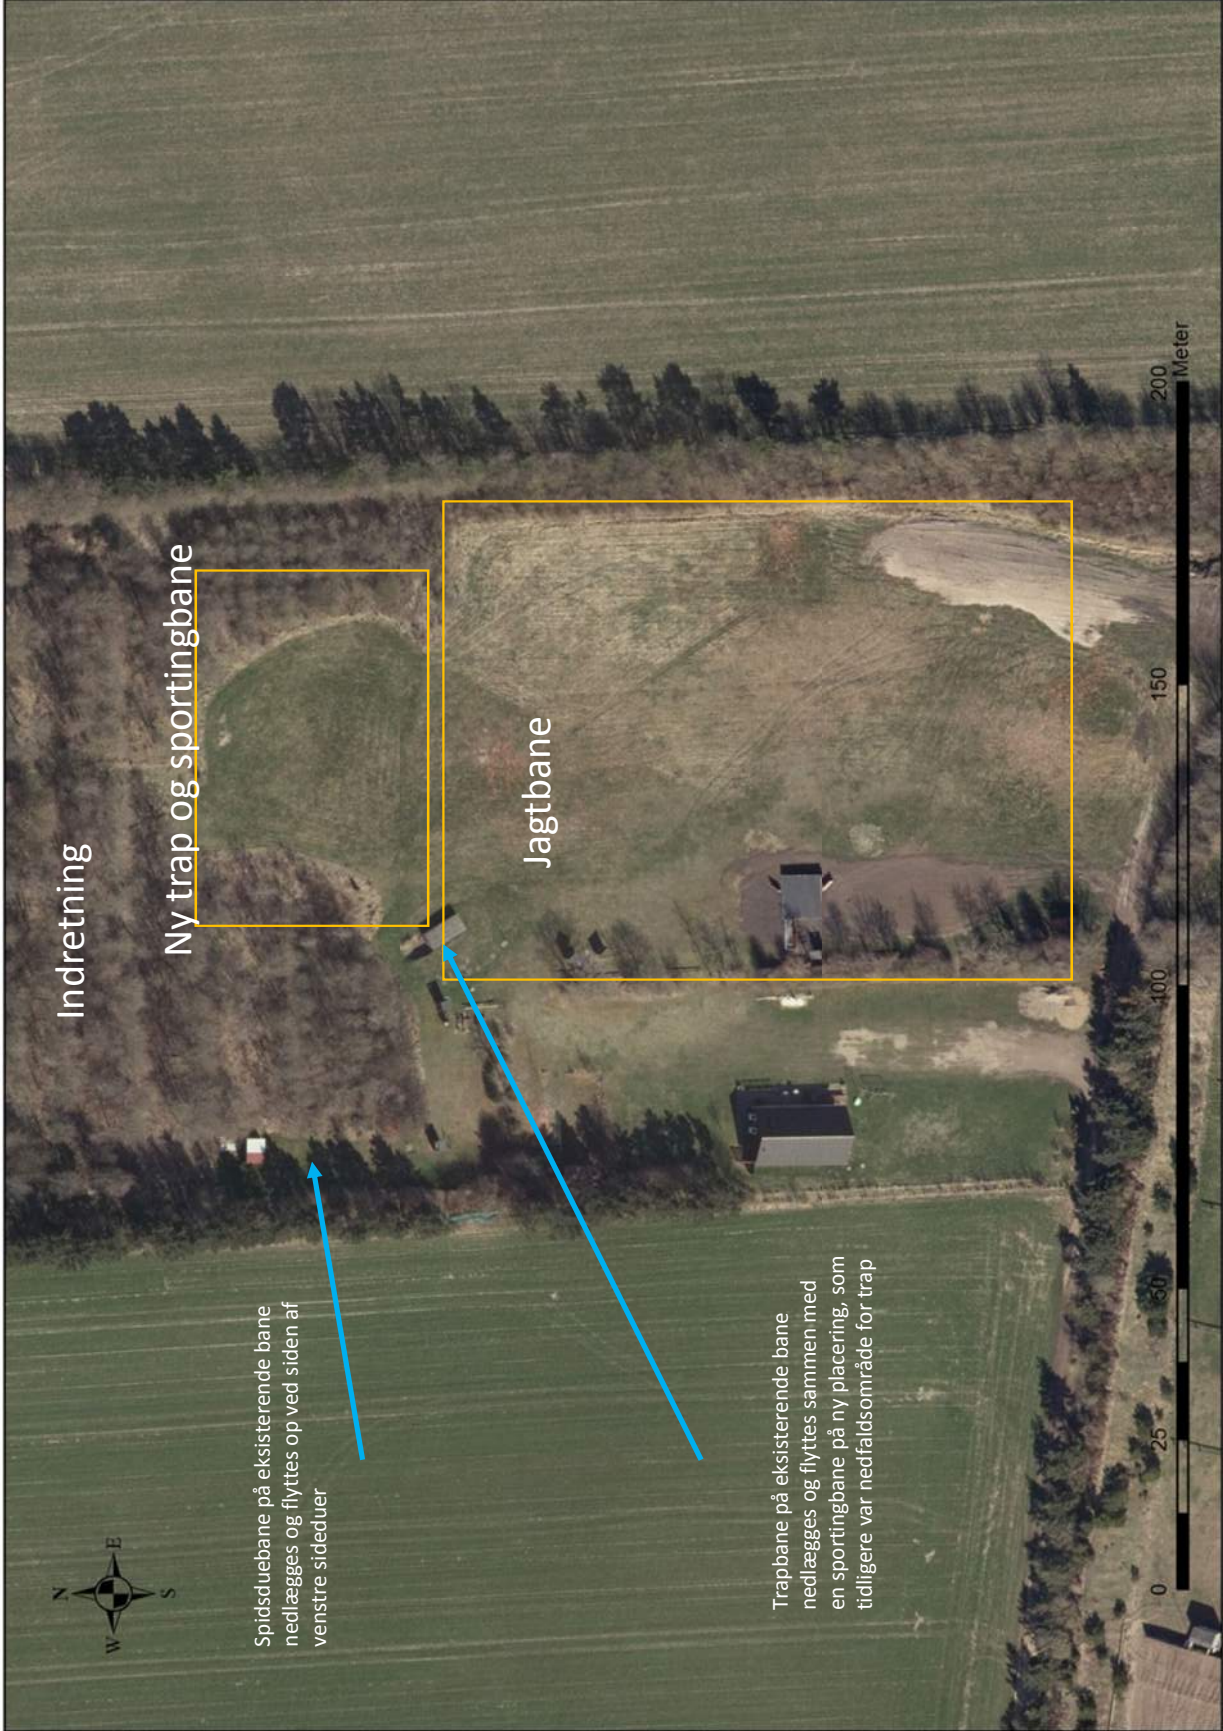 Indretning
Ny trap og sportingbane
Jagtbane
N
W
E
S
Spidsduebane på eksisterende bane
nedlægges og flyttes op ved siden af
venstre sideduer
Trapbane på eksisterende bane
nedlægges og flyttes sammen med
en sportingbane på ny placering, som
tidligere var nedfaldsområde for trap
0
25
50
100
150
200
Meter